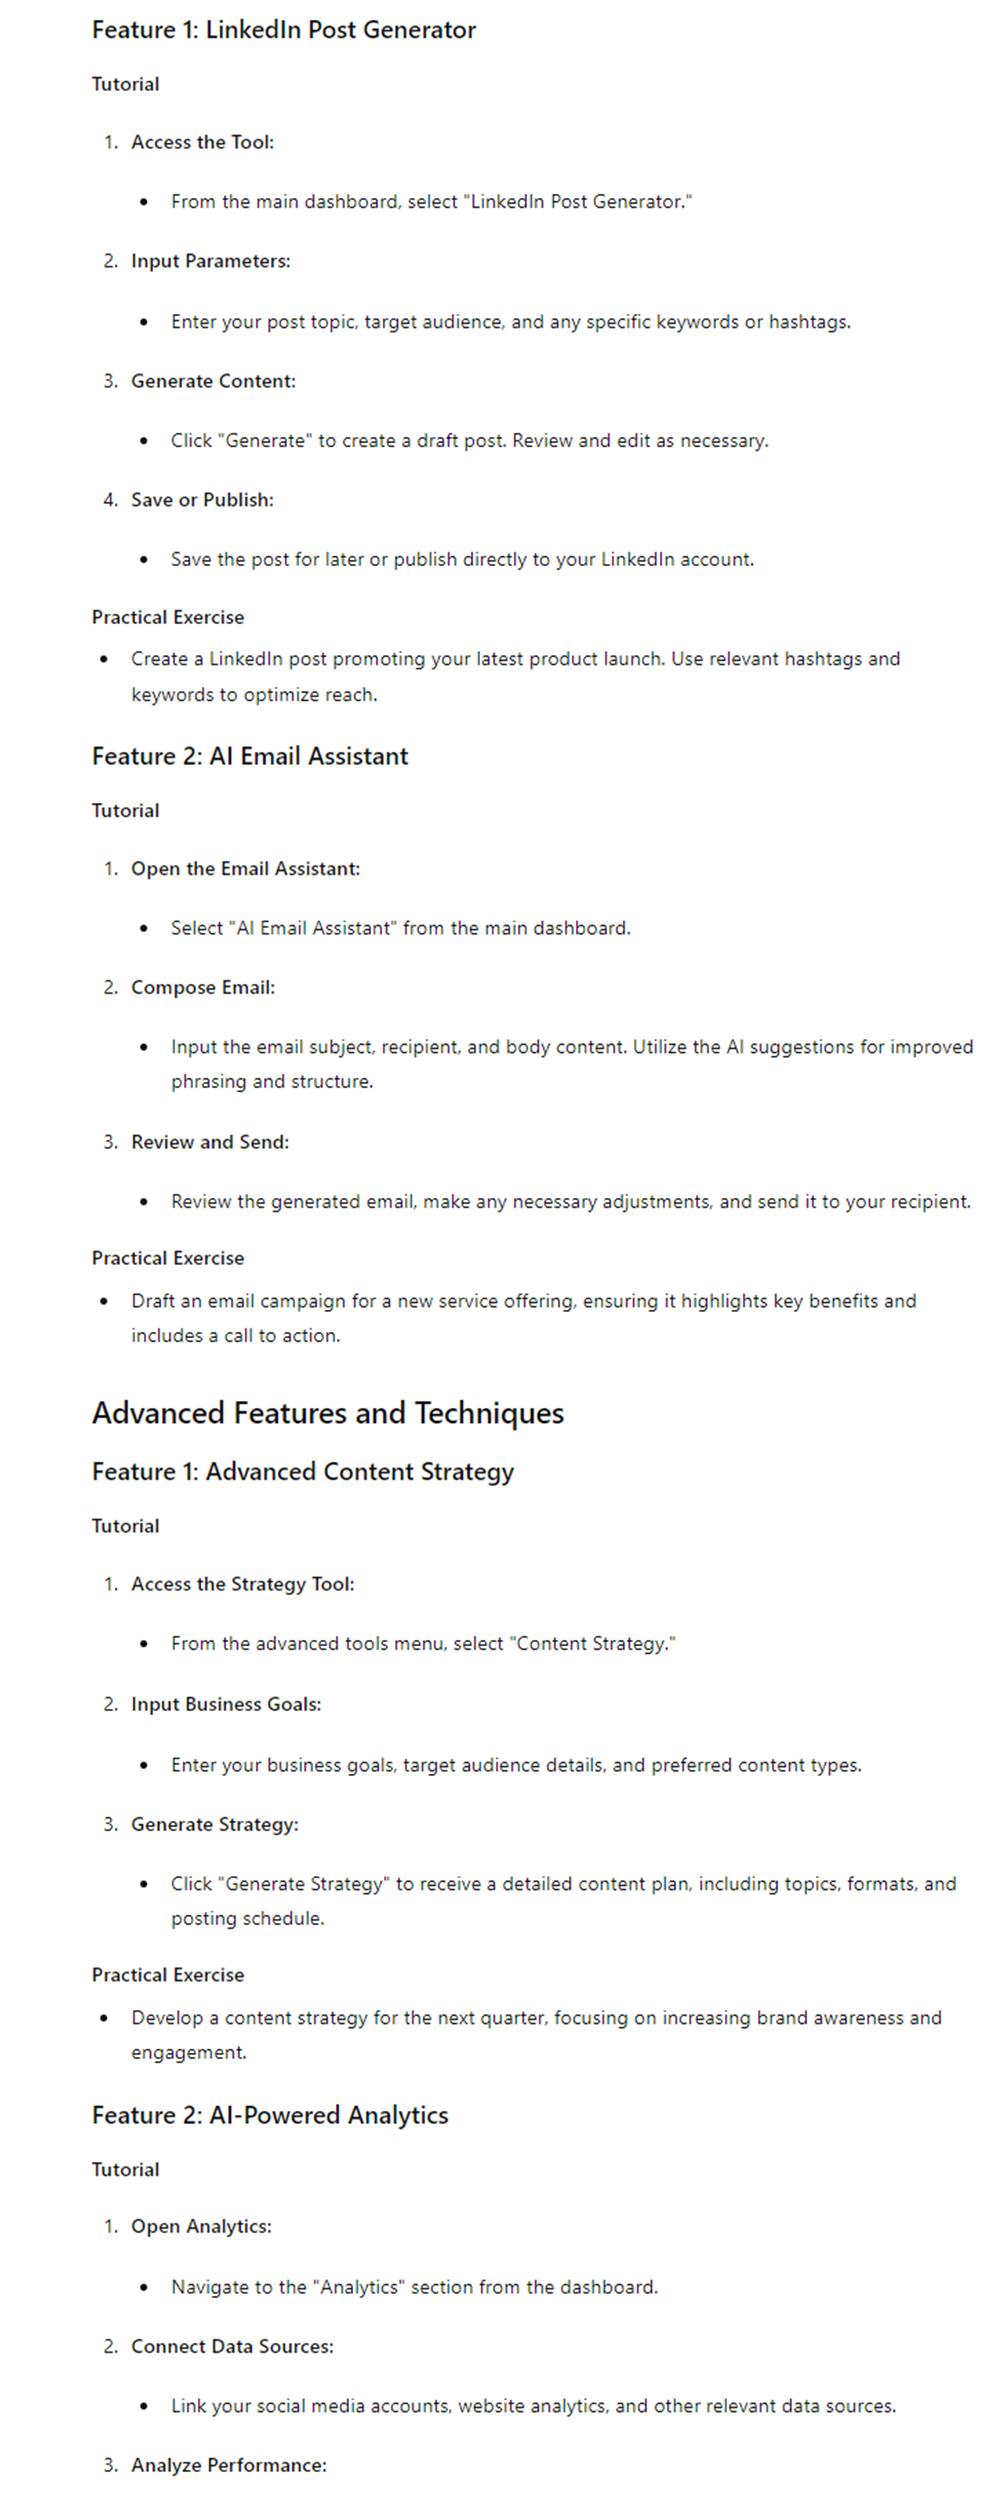 Feature 1: LinkedIn Post Generator
Tutorial
1. Access the Tool:
• From the main dashboard, select "LinkedIn Post Generator."
2. Input Parameters:
• Enter your post topic, target audience, and any specific keywords or hashtags.
3. Generate Content:
• Click "Generate" to create a draft post. Review and edit as necessary.
4. Save or Publish:
• Save the post for later or publish directly to your LinkedIn account.
Practical Exercise
• Create a LinkedIn post promoting your latest product launch. Use relevant hashtags and
keywords to optimize reach.
Feature 2: AI Email Assistant
Tutorial
1. Open the Email Assistant:
• Select "AI Email Assistant" from the main dashboard.
2. Compose Email:
• Input the email subject, recipient, and body content. Utilize the AI suggestions for improved
phrasing and structure.
3. Review and Send:
• Review the generated email, make any necessary adjustments, and send it to your recipient.
Practical Exercise
• Draft an email campaign for a new service offering, ensuring it highlights key benefits and
includes a call to action.
Advanced Features and Techniques
Feature 1: Advanced Content Strategy
Tutorial
1. Access the Strategy Tool:
• From the advanced tools menu, select "Content Strategy."
2. Input Business Goals:
• Enter your business goals, target audience details, and preferred content types.
3. Generate Strategy:
• Click "Generate Strategy" to receive a detailed content plan, including topics, formats, and
posting schedule.
Practical Exercise
• Develop a content strategy for the next quarter, focusing on increasing brand awareness and
engagement.
Feature 2: AI-Powered Analytics
Tutorial
1. Open Analytics:
• Navigate to the "Analytics" section from the dashboard.
2. Connect Data Sources:
• Link your social media accounts, website analytics, and other relevant data sources.
3. Analyze Performance: